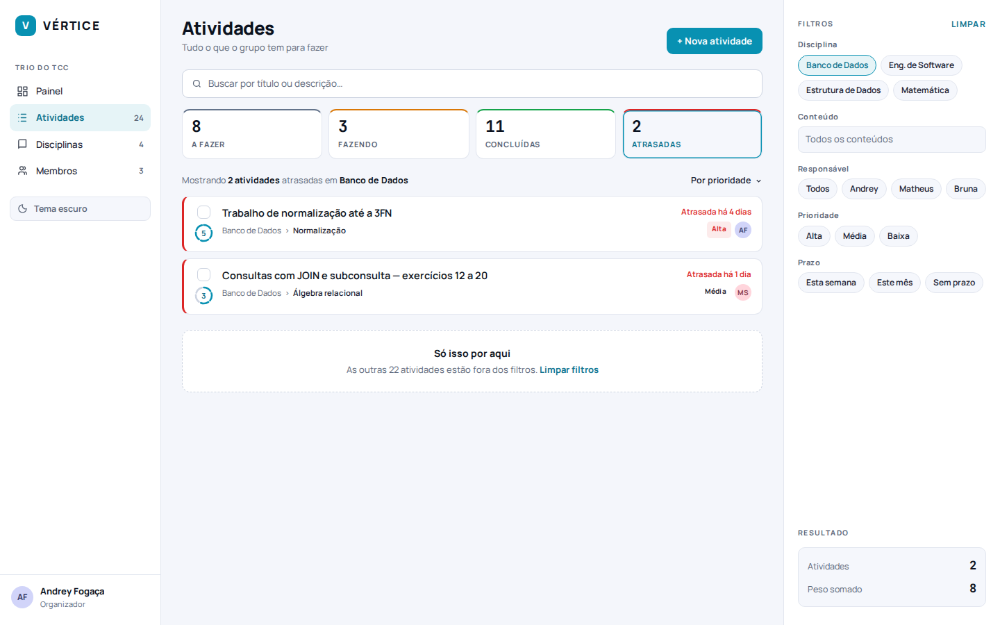 V VÉRTICE
TRIO DO TCC
Painel
Atividades 24
Disciplinas 4
Membros 3
Tema escuro
AF
Andrey Fogaça
Organizador
Atividades
Tudo o que o grupo tem para fazer
+ Nova atividade
Buscar por título ou descrição...
8
A FAZER
3
FAZENDO
11
CONCLUÍDAS
2
ATRASADAS
Mostrando 2 atividades atrasadas em Banco de Dados
Por prioridade
Trabalho de normalização até a 3FN
Atrasada há 4 dias
5
Banco de Dados › Normalização
Alta AF
Consultas com JOIN e subconsulta — exercícios 12 a 20
Atrasada há 1 dia
3
Banco de Dados › Álgebra relacional
Média MS
Só isso por aqui
As outras 22 atividades estão fora dos filtros. Limpar filtros
FILTROS LIMPAR
Disciplina
Banco de Dados Eng. de Software
Estrutura de Dados Matemática
Conteúdo
Todos os conteúdos
Responsável
Todos Andrey Matheus Bruna
Prioridade
Alta Média Baixa
Prazo
Esta semana Este mês Sem prazo
RESULTADO
Atividades 2
Peso somado 8